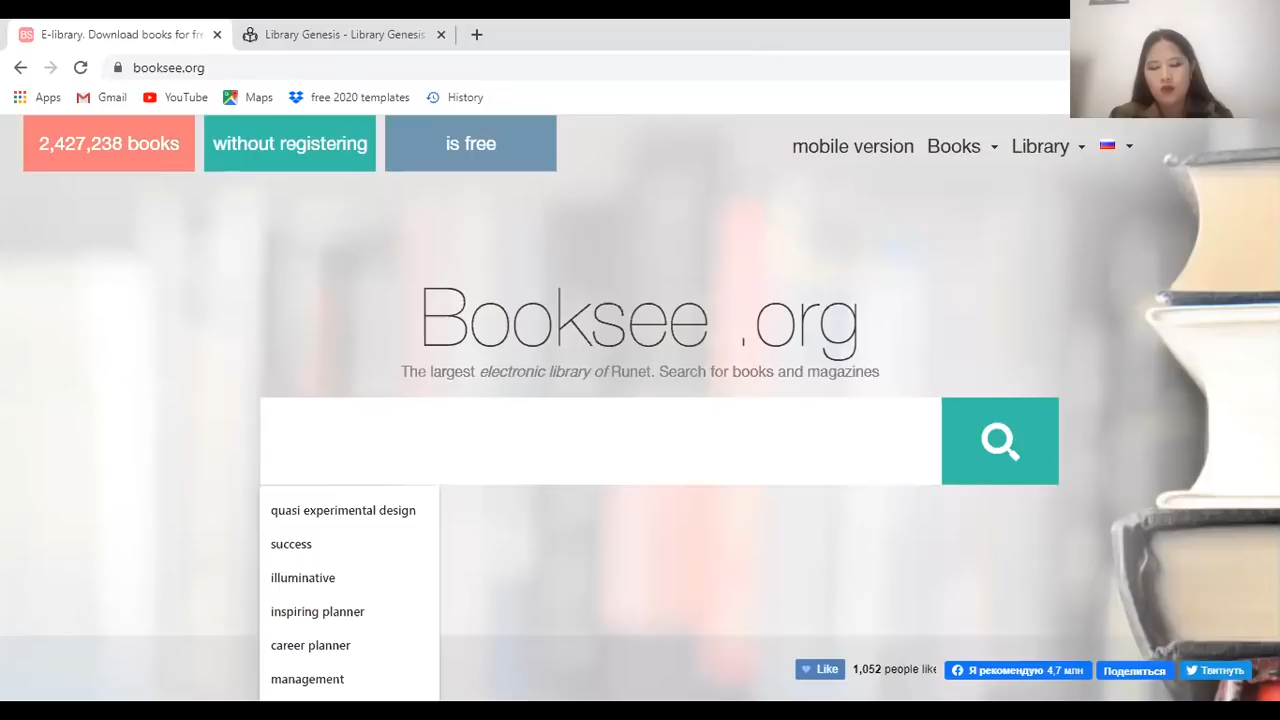 E-library. Download books for fr
Library Genesis - Library Genesis
booksee.org
Apps
Gmail
YouTube
Maps
free 2020 templates
History
2,427,238 books
without registering
is free
mobile version
Books
Library
Booksee .org
The largest electronic library of Runet. Search for books and magazines
quasi experimental design
success
illuminative
inspiring planner
career planner
management
Like
1,052 people like
Я рекомендую 4,7 млн
Поделиться
Твитнуть